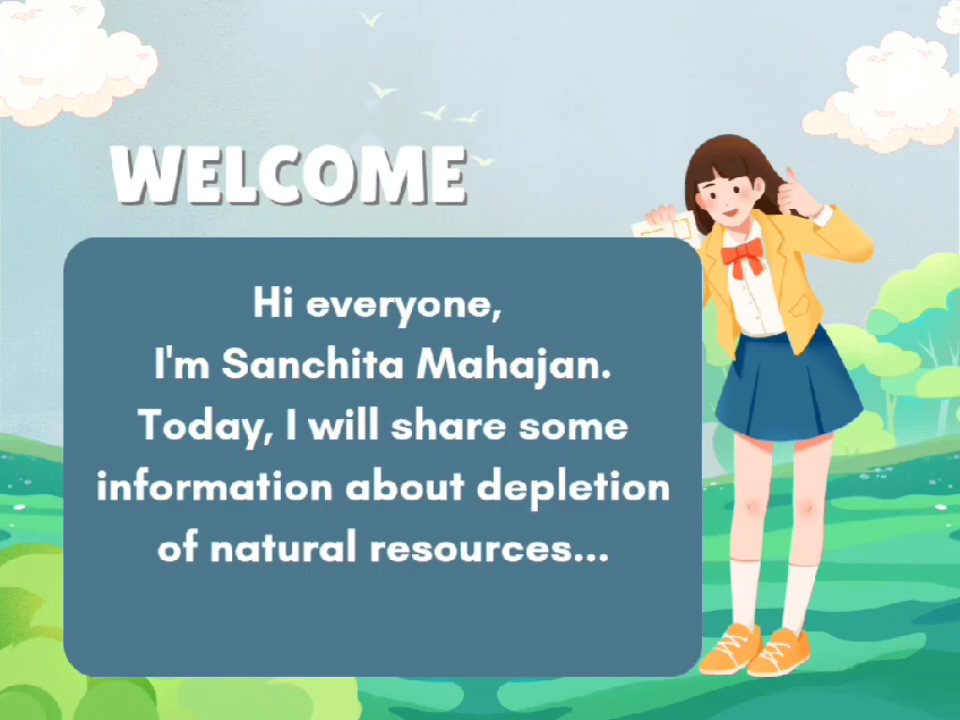 WELCOME
Hi everyone,
I'm Sanchita Mahajan.
Today, I will share some
information about depletion
of natural resources...